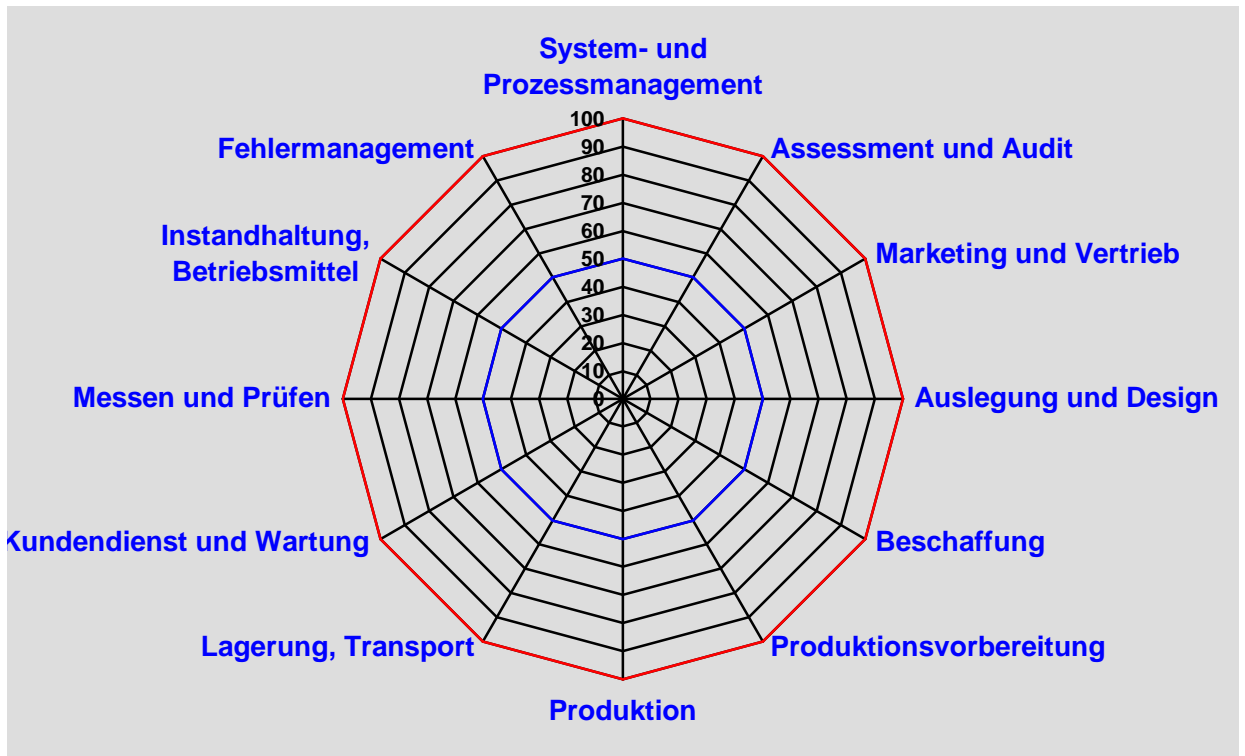 System- und
Prozessmanagement
100
90
80
70
60
50
40
30
20
10
0
Assessment und Audit
Marketing und Vertrieb
Auslegung und Design
Beschaffung
Produktionsvorbereitung
Produktion
Lagerung, Transport
Kundendienst und Wartung
Messen und Prüfen
Instandhaltung,
Betriebsmittel
Fehlermanagement